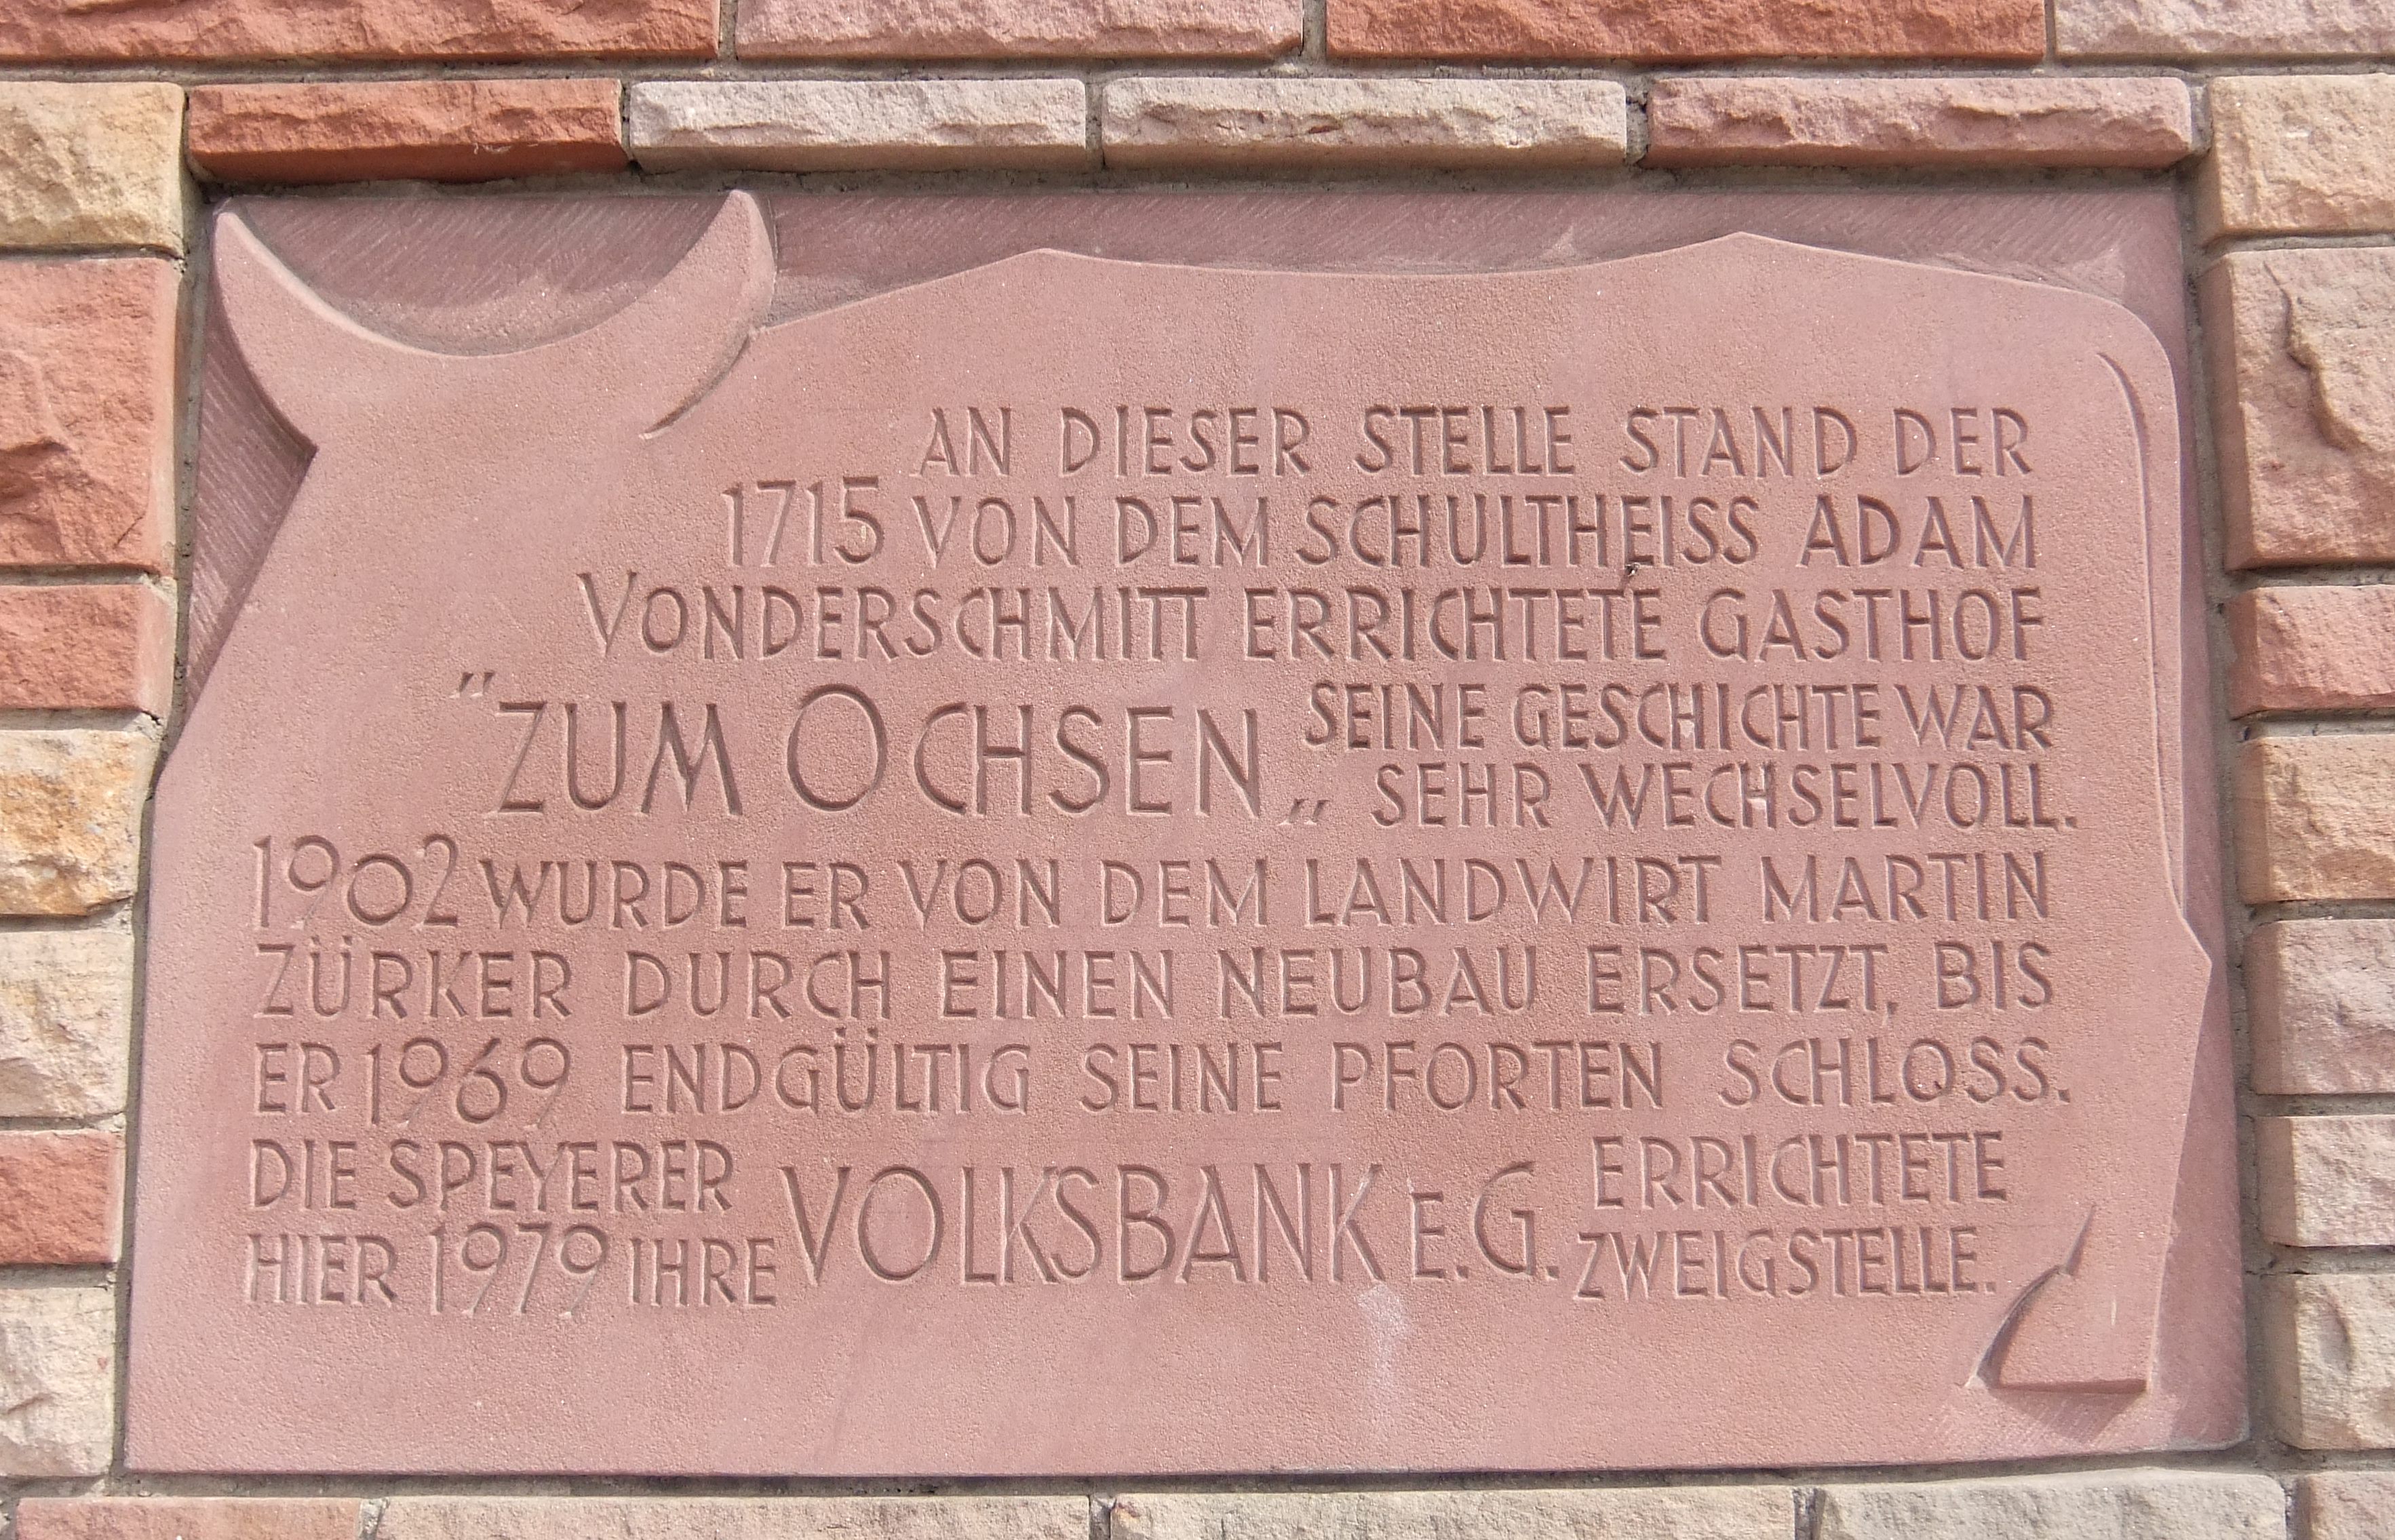 AN DIESER STELLE STAND DER
1715 VON DEM SCHULTHEISS ADAM
VONDERSCHMITT ERRICHTETE GASTHOF
"ZUM OCHSEN„ SEINE GESCHICHTE WAR
SEHR WECHSELVOLL.
1902 WURDE ER VON DEM LANDWIRT MARTIN
ZÜRKER DURCH EINEN NEUBAU ERSETZT, BIS
ER 1969 ENDGÜLTIG SEINE PFORTEN SCHLOSS.
DIE SPEYERER VOLKSBANK E.G. ERRICHTETE
HIER 1979 IHRE ZWEIGSTELLE.